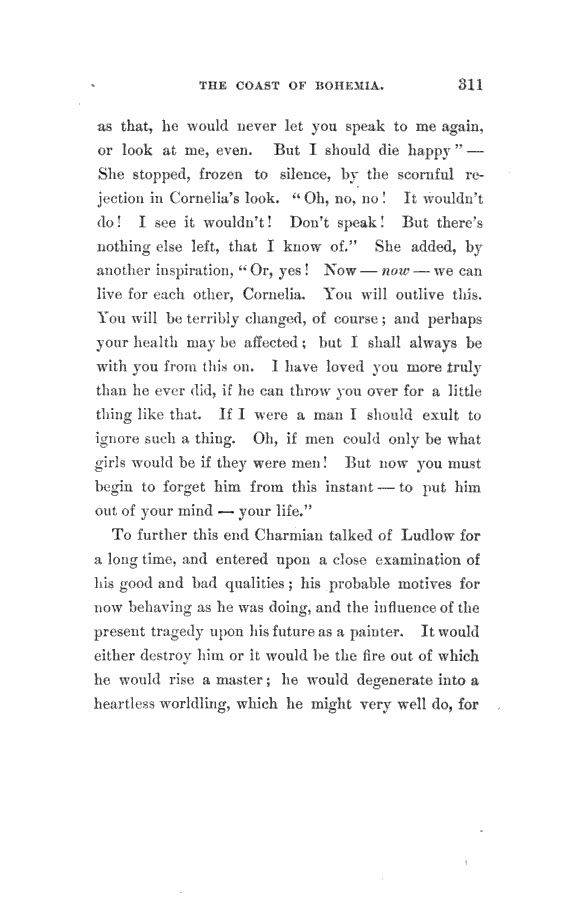 THE COAST OF BOHEMIA. 311
as that, he would never let you speak to me again,
or look at me, even. But I should die happy" —
She stopped, frozen to silence, by the scornful re-
jection in Cornelia's look. "Oh, no, no! It wouldn't
do! I see it wouldn't! Don't speak! But there's
nothing else left, that I know of." She added, by
another inspiration, "Or, yes! Now — now — we can
live for each other, Cornelia. You will outlive this.
You will be terribly changed, of course; and perhaps
your health may be affected; but I shall always be
with you from this on. I have loved you more truly
than he ever did, if he can throw you over for a little
thing like that. If I were a man I should exult to
ignore such a thing. Oh, if men could only be what
girls would be if they were men! But now you must
begin to forget him from this instant — to put him
out of your mind — your life."
To further this end Charmian talked of Ludlow for
a long time, and entered upon a close examination of
his good and bad qualities; his probable motives for
now behaving as he was doing, and the influence of the
present tragedy upon his future as a painter. It would
either destroy him or it would be the fire out of which
he would rise a master; he would degenerate into a
heartless worldling, which he might very well do, for